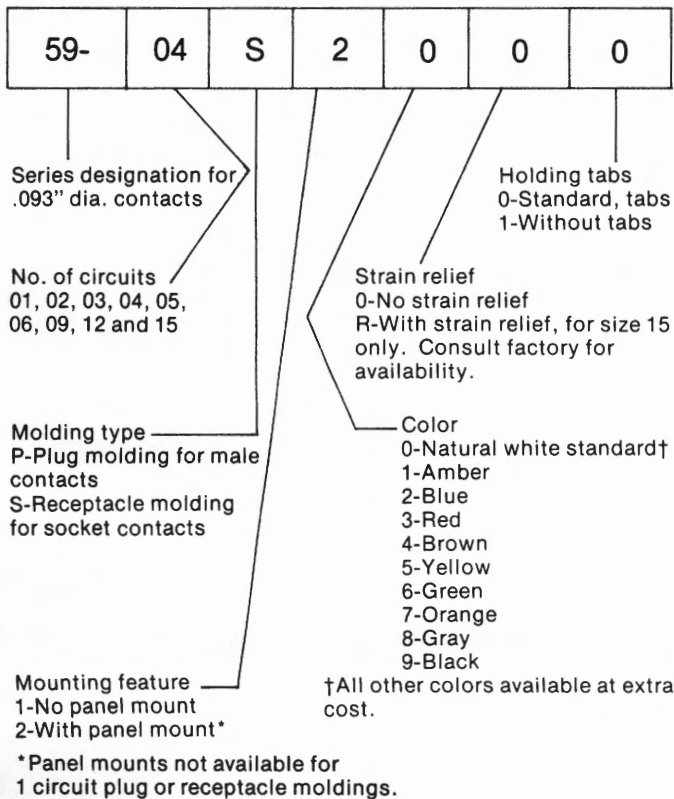 59- 04 S 2 0 0 0
Series designation for
.093" dia. contacts
Holding tabs
0-Standard, tabs
1-Without tabs
No. of circuits
01, 02, 03, 04, 05,
06, 09, 12 and 15
Strain relief
0-No strain relief
R-With strain relief, for size 15
only. Consult factory for
availability.
Molding type
P-Plug molding for male
contacts
S-Receptacle molding
for socket contacts
Color
0-Natural white standard†
1-Amber
2-Blue
3-Red
4-Brown
5-Yellow
6-Green
7-Orange
8-Gray
9-Black
†All other colors available at extra
cost.
Mounting feature
1-No panel mount
2-With panel mount*
*Panel mounts not available for
1 circuit plug or receptacle moldings.